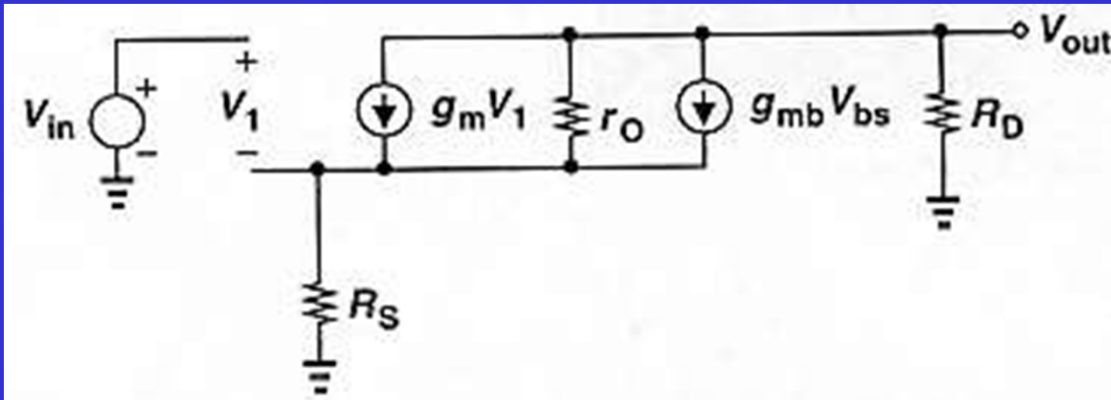 V_out
+
+
V_in
V_1
g_m V_1
r_O
g_mb V_bs
R_D
−
−
R_S